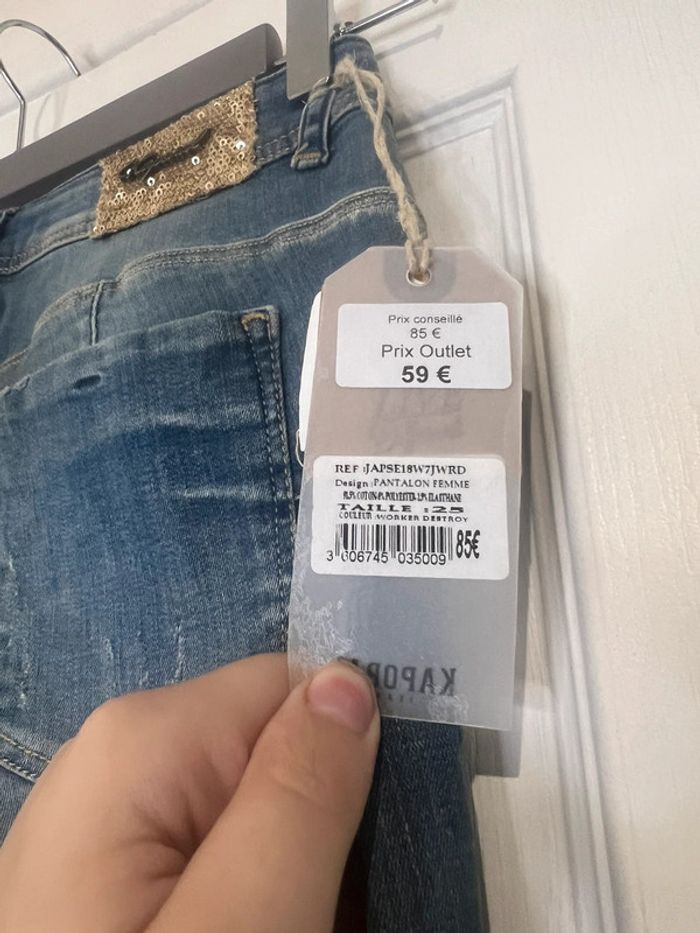 Prix conseillé
85 €
Prix Outlet
59 €
REF :JAPSE18W7JWRD
Design :PANTALON FEMME
TAILLE :25
COULEUR :WORKER DESTROY
3 606745 035009
85€